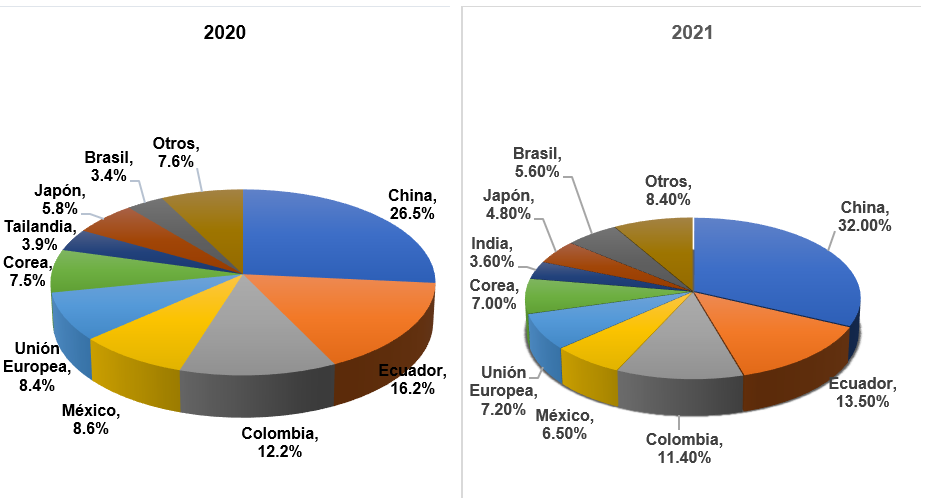 2020
Otros,
7.6%
Brasil,
3.4%
Japón,
5.8%
Tailandia,
3.9%
Corea,
7.5%
Unión
Europea,
8.4%
México,
8.6%
Colombia,
12.2%
Ecuador,
16.2%
China,
26.5%
2021
Otros,
8.40%
Brasil,
5.60%
Japón,
4.80%
India,
3.60%
Corea,
7.00%
Unión
Europea,
7.20%
México,
6.50%
Colombia,
11.40%
Ecuador,
13.50%
China,
32.00%